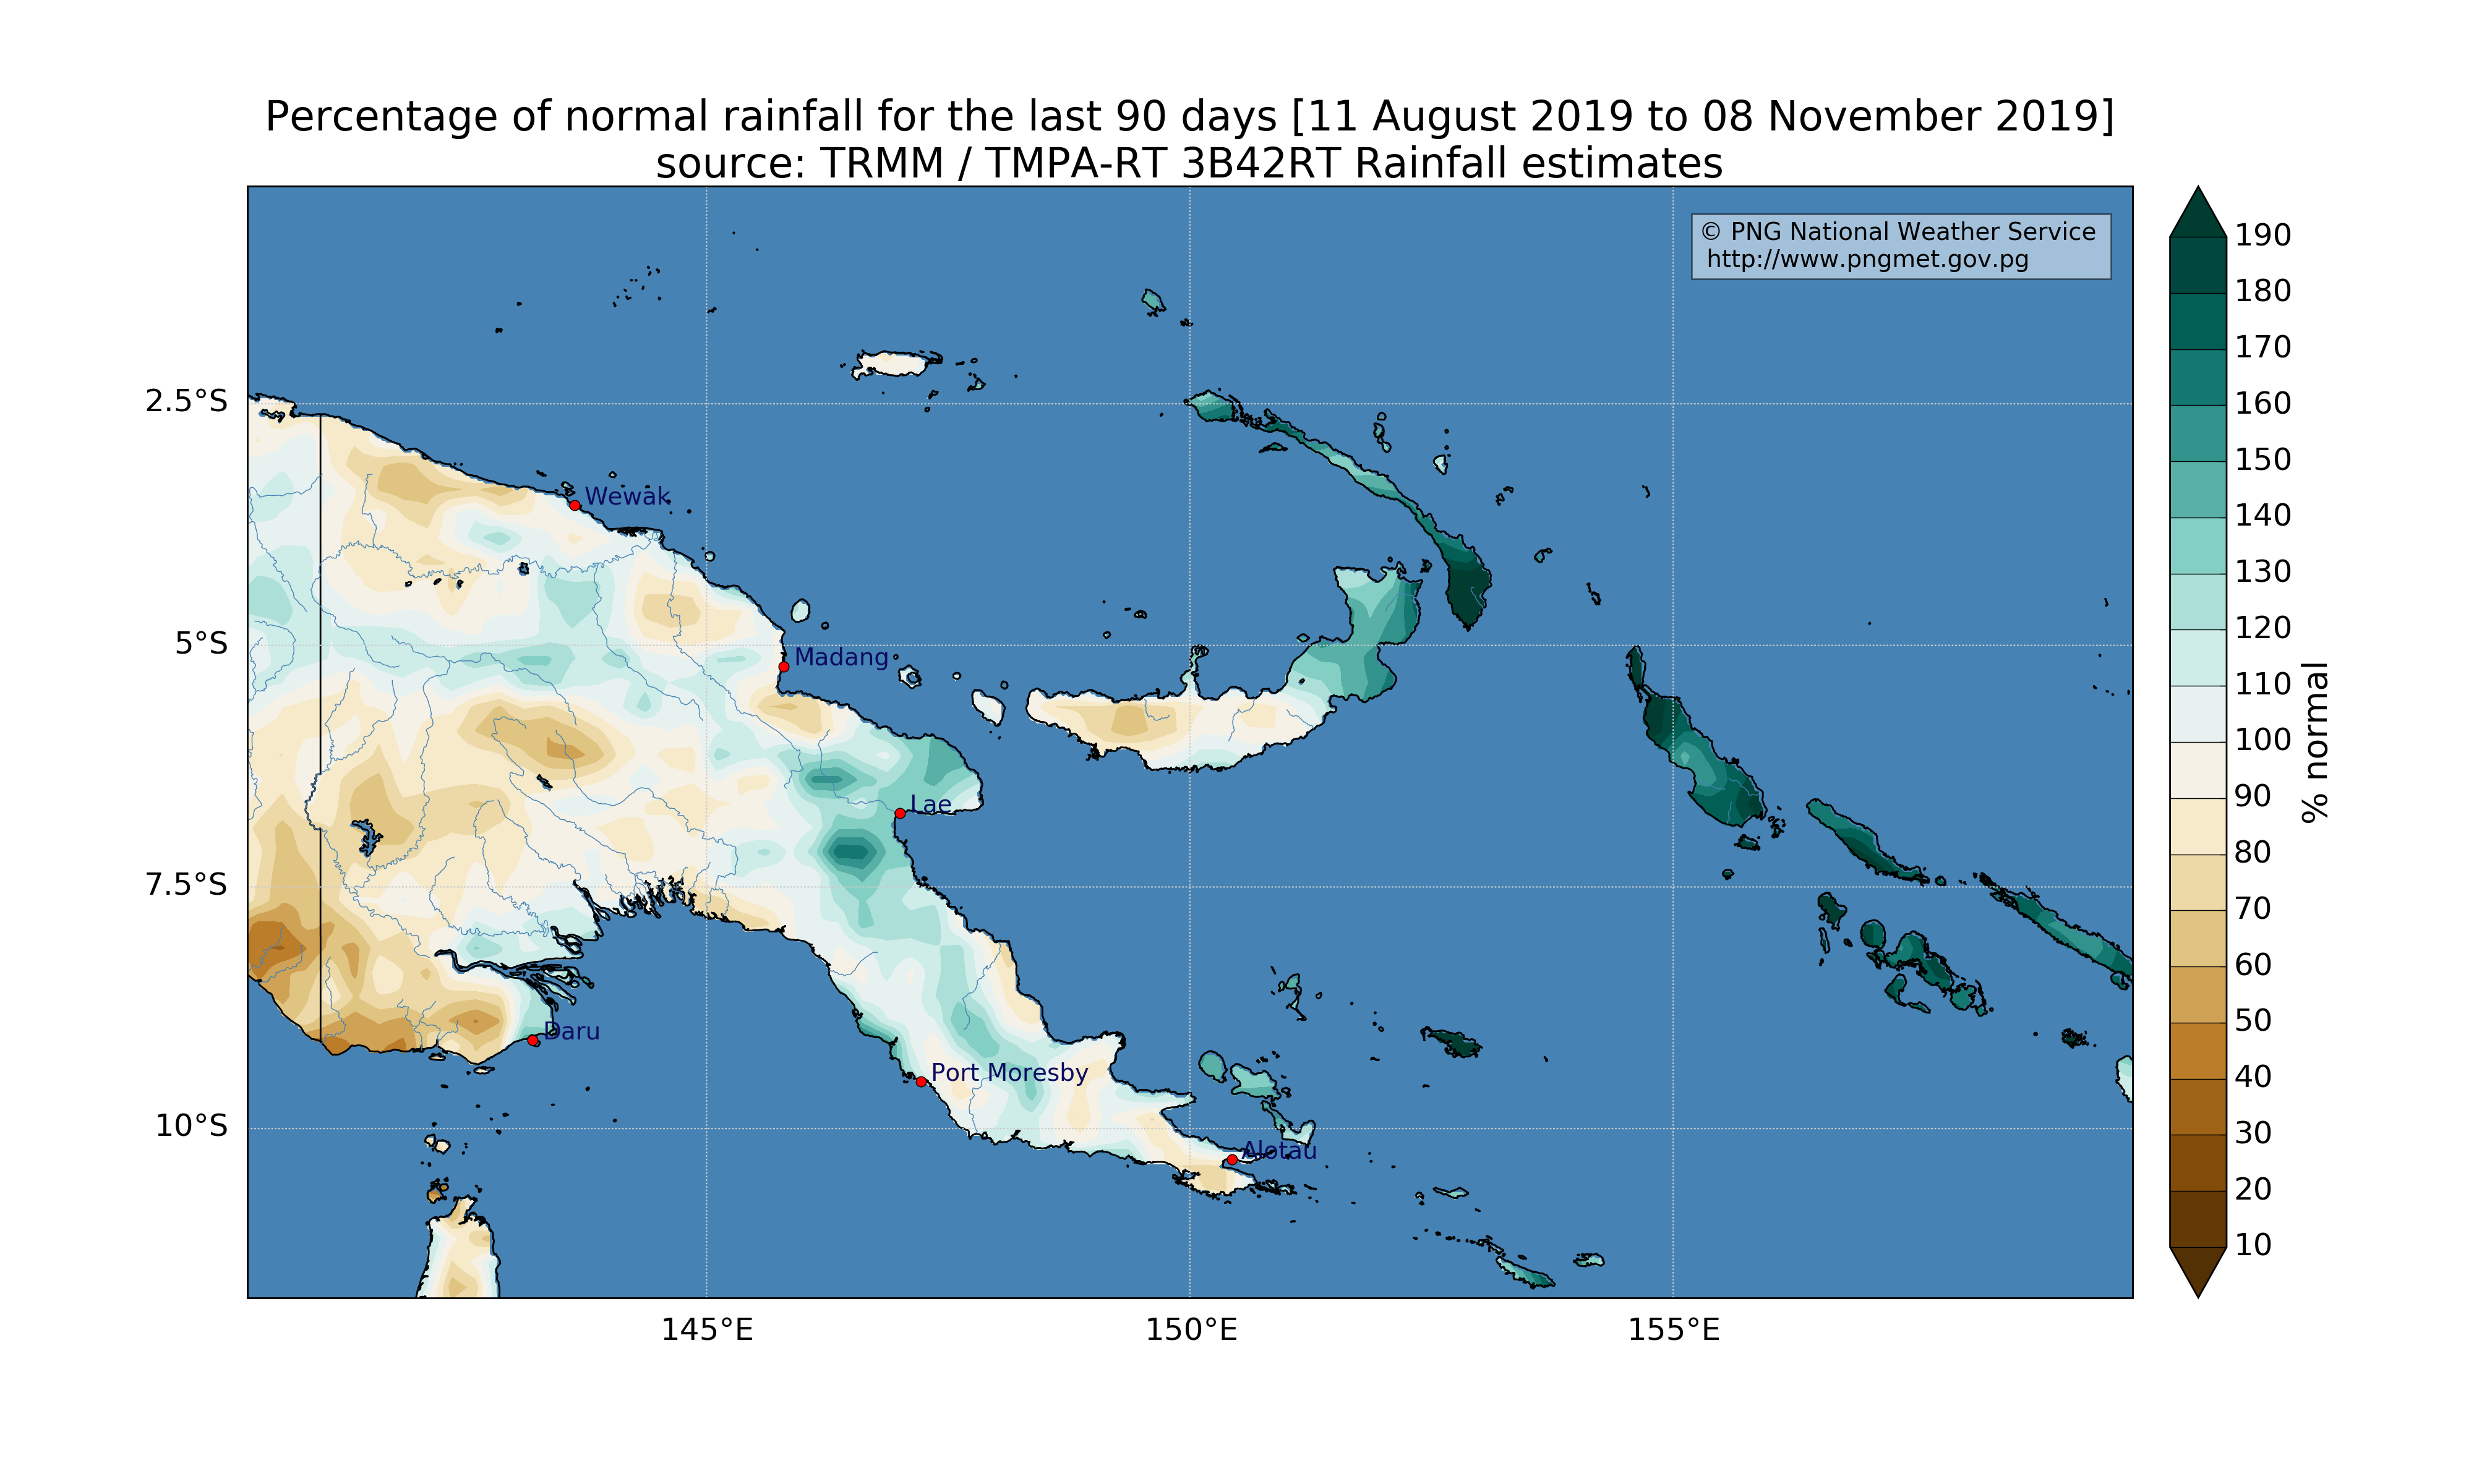 Percentage of normal rainfall for the last 90 days [11 August 2019 to 08 November 2019]
source: TRMM / TMPA-RT 3B42RT Rainfall estimates
© PNG National Weather Service
http://www.pngmet.gov.pg
2.5°S
5°S
7.5°S
10°S
Wewak
Madang
Lae
Daru
Port Moresby
Alotau
145°E
150°E
155°E
190
180
170
160
150
140
130
120
110
100
90
80
70
60
50
40
30
20
10
% normal